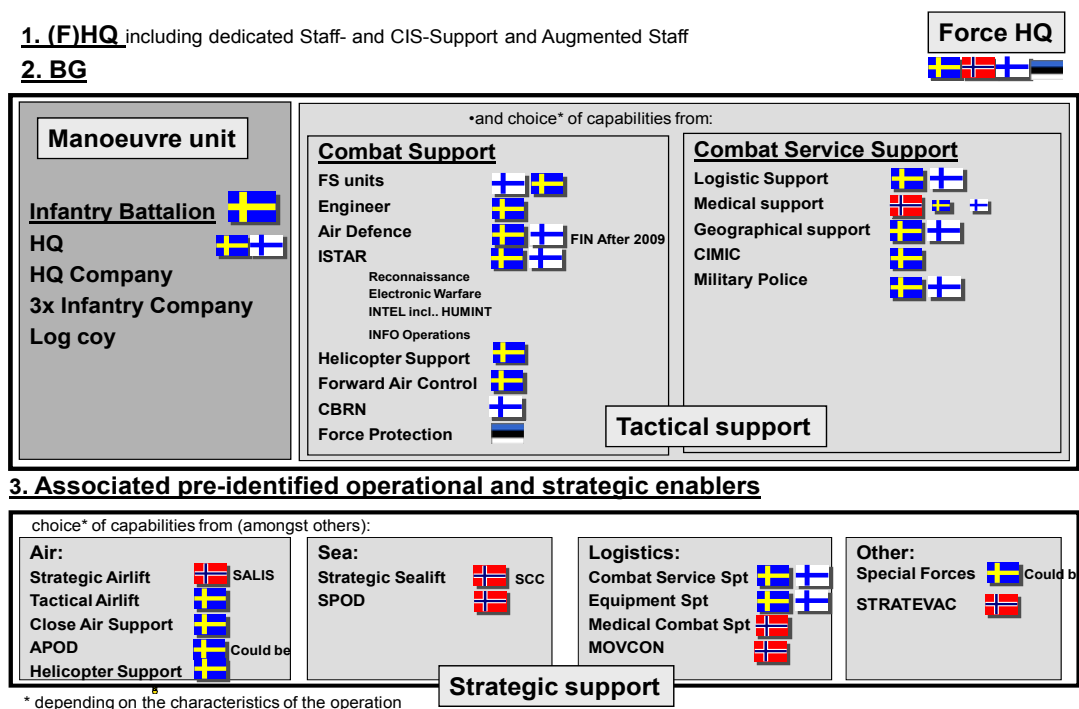 1. (F)HQ including dedicated Staff- and CIS-Support and Augmented Staff
Force HQ
2. BG
Manoeuvre unit
Infantry Battalion
HQ
HQ Company
3x Infantry Company
Log coy
•and choice* of capabilities from:
Combat Support
FS units
Engineer
Air Defence
FIN After 2009
ISTAR
Reconnaissance
Electronic Warfare
INTEL incl.. HUMINT
INFO Operations
Helicopter Support
Forward Air Control
CBRN
Force Protection
Combat Service Support
Logistic Support
Medical support
Geographical support
CIMIC
Military Police
Tactical support
3. Associated pre-identified operational and strategic enablers
choice* of capabilities from (amongst others):
Air:
Strategic Airlift SALIS
Tactical Airlift
Close Air Support
APOD Could be
Helicopter Support
Sea:
Strategic Sealift SCC
SPOD
Logistics:
Combat Service Spt
Equipment Spt
Medical Combat Spt
MOVCON
Other:
Special Forces Could b
STRATEVAC
Strategic support
* depending on the characteristics of the operation